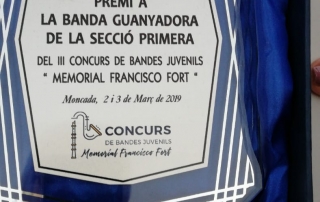 PREMI A
LA BANDA GUANYADORA
DE LA SECCIÓ PRIMERA
DEL III CONCURS DE BANDES JUVENILS
" MEMORIAL FRANCISCO FORT "
Moncada, 2 i 3 de Març de 2019
CONCURS
DE BANDES JUVENILS
Memorial Francisco Fort